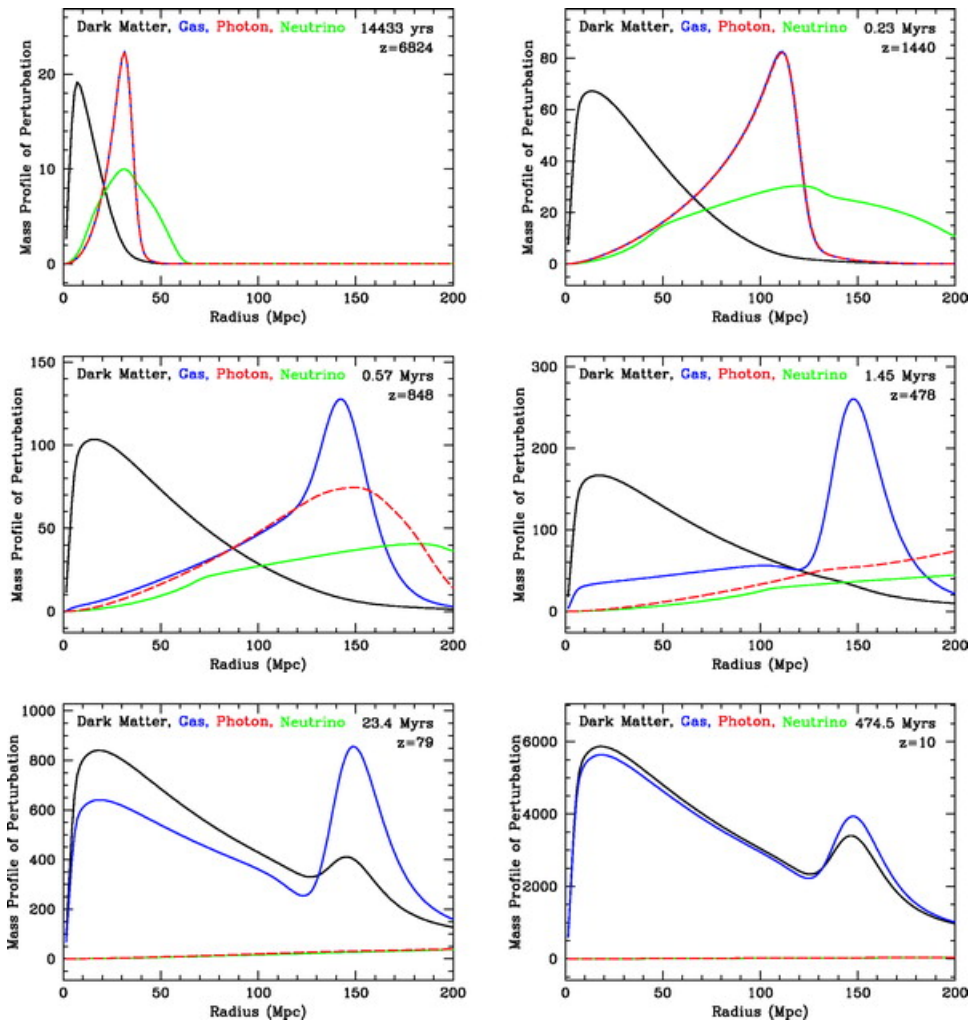 Dark Matter, Gas, Photon, Neutrino 14433 yrs
z=6824
Mass Profile of Perturbation
20
10
0
0 50 100 150 200
Radius (Mpc)
Dark Matter, Gas, Photon, Neutrino 0.23 Myrs
z=1440
Mass Profile of Perturbation
80
60
40
20
0
0 50 100 150 200
Radius (Mpc)
Dark Matter, Gas, Photon, Neutrino 0.57 Myrs
z=848
Mass Profile of Perturbation
150
100
50
0
0 50 100 150 200
Radius (Mpc)
Dark Matter, Gas, Photon, Neutrino 1.45 Myrs
z=478
Mass Profile of Perturbation
300
200
100
0
0 50 100 150 200
Radius (Mpc)
Dark Matter, Gas, Photon, Neutrino 23.4 Myrs
z=79
Mass Profile of Perturbation
1000
800
600
400
200
0
0 50 100 150 200
Radius (Mpc)
Dark Matter, Gas, Photon, Neutrino 474.5 Myrs
z=10
Mass Profile of Perturbation
6000
4000
2000
0
0 50 100 150 200
Radius (Mpc)